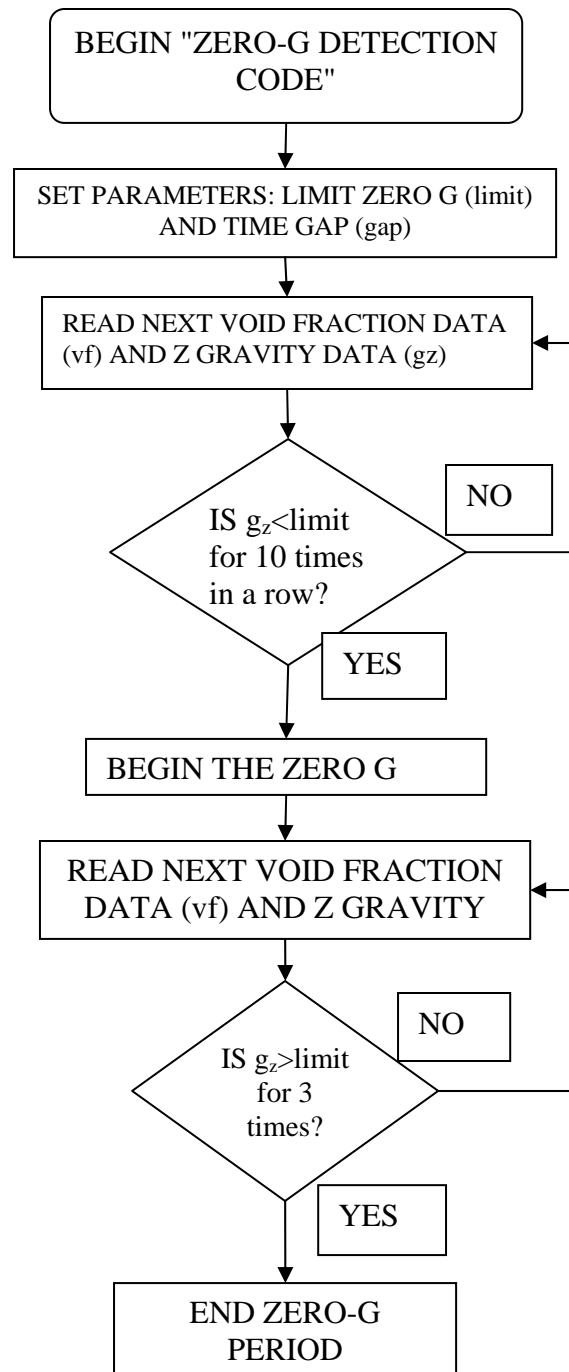 BEGIN "ZERO-G DETECTION
CODE"
SET PARAMETERS: LIMIT ZERO G (limit)
AND TIME GAP (gap)
READ NEXT VOID FRACTION DATA
(vf) AND Z GRAVITY DATA (gz)
IS gz<limit
for 10 times
in a row?
NO
YES
BEGIN THE ZERO G
READ NEXT VOID FRACTION
DATA (vf) AND Z GRAVITY
IS gz>limit
for 3
times?
NO
YES
END ZERO-G
PERIOD